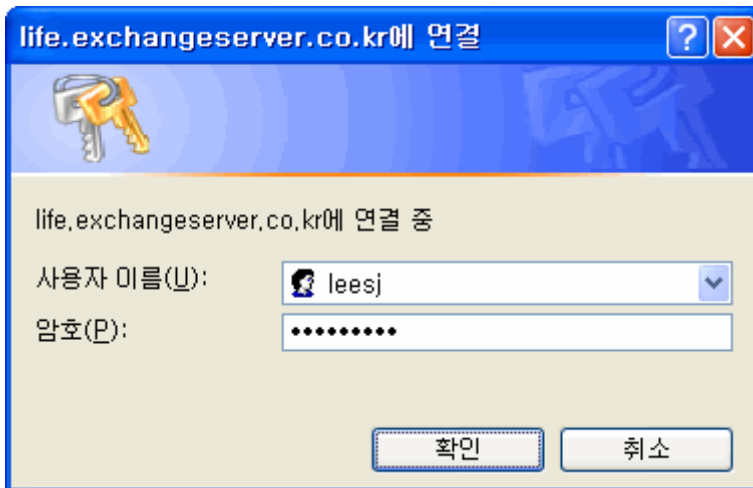 life.exchangeserver.co.kr에 연결
life.exchangeserver.co.kr에 연결 중
사용자 이름(U): leesj
암호(P): •••••••••
확인 취소